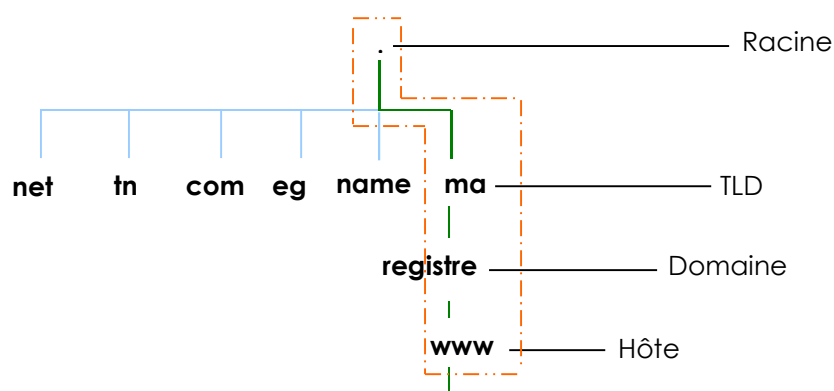 . Racine
net tn com eg name ma TLD
registre Domaine
www Hôte